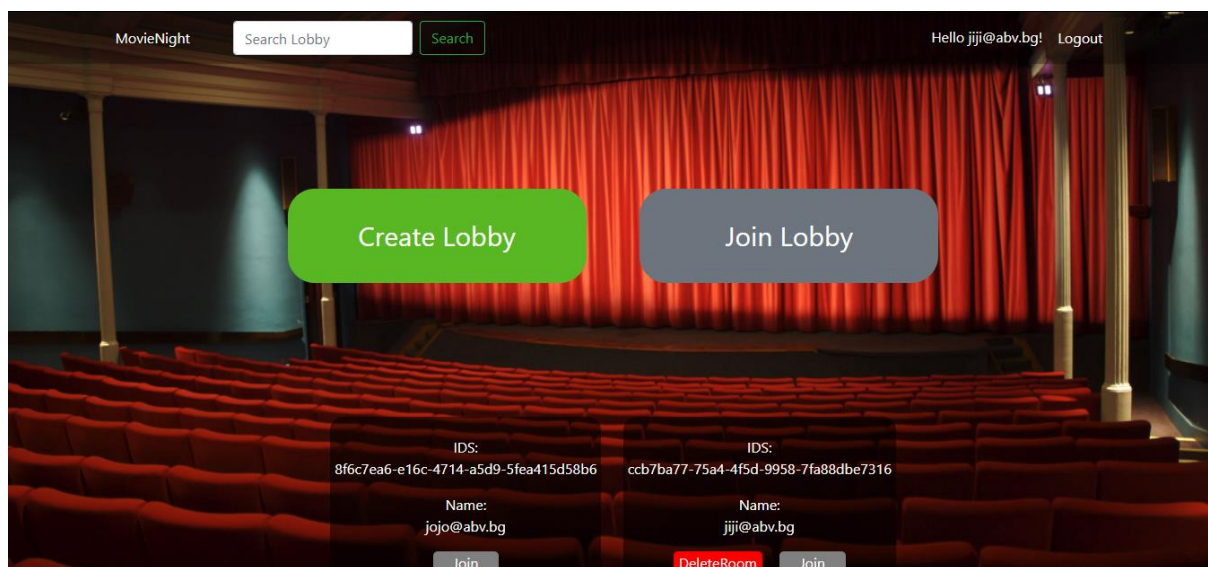 MovieNight
Search Lobby
Search
Hello jiji@abv.bg!
Logout
Create Lobby
Join Lobby
IDS:
8f6c7ea6-e16c-4714-a5d9-5fea415d58b6
Name:
jojo@abv.bg
Join
IDS:
ccb7ba77-75a4-4f5d-9958-7fa88dbe7316
Name:
jiji@abv.bg
DeleteRoom
Join